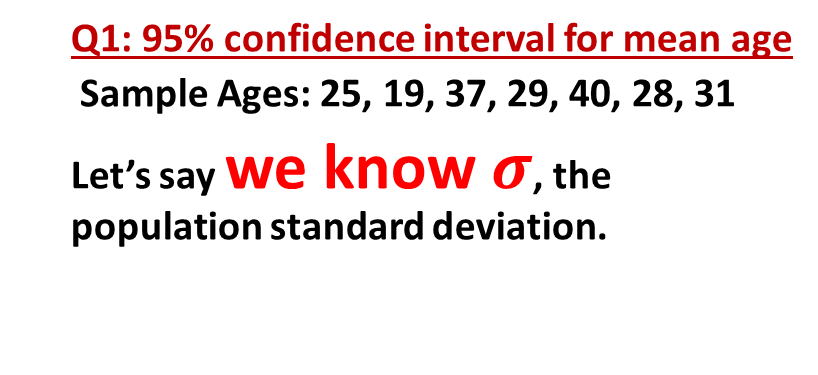 Q1: 95% confidence interval for mean age
Sample Ages: 25, 19, 37, 29, 40, 28, 31
Let’s say we know σ, the
population standard deviation.